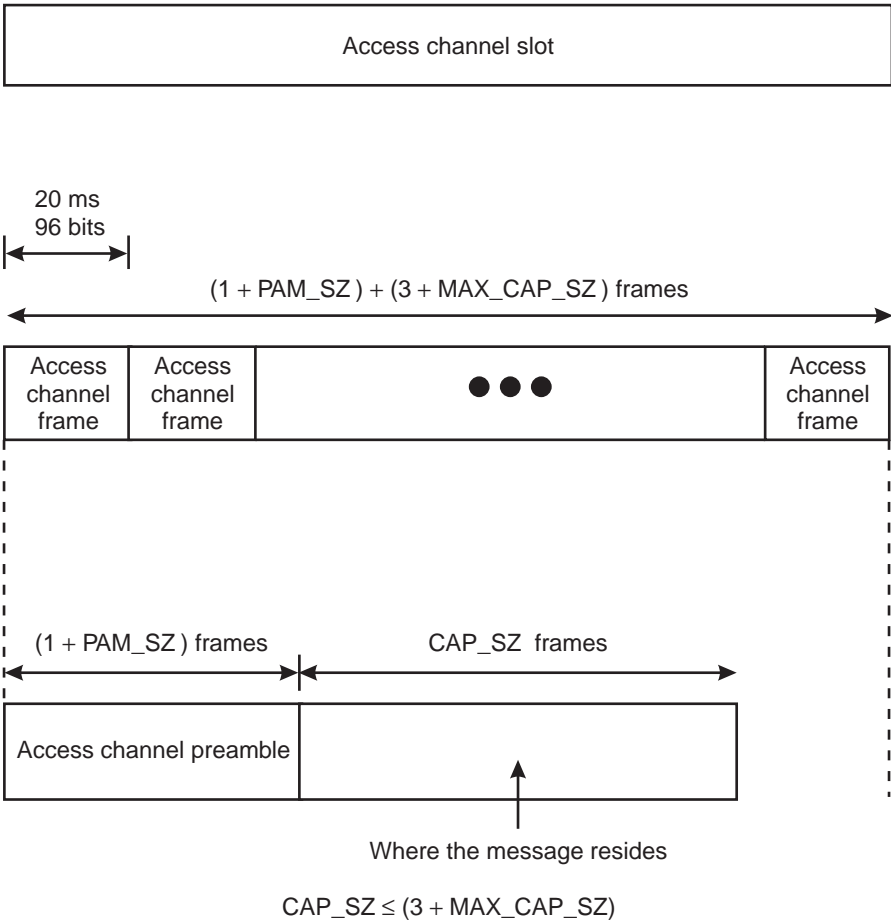 Access channel slot
20 ms
96 bits
(1 + PAM_SZ ) + (3 + MAX_CAP_SZ ) frames
Access
channel
frame
Access
channel
frame
Access
channel
frame
(1 + PAM_SZ ) frames
CAP_SZ frames
Access channel preamble
Where the message resides
CAP_SZ ≤ (3 + MAX_CAP_SZ)